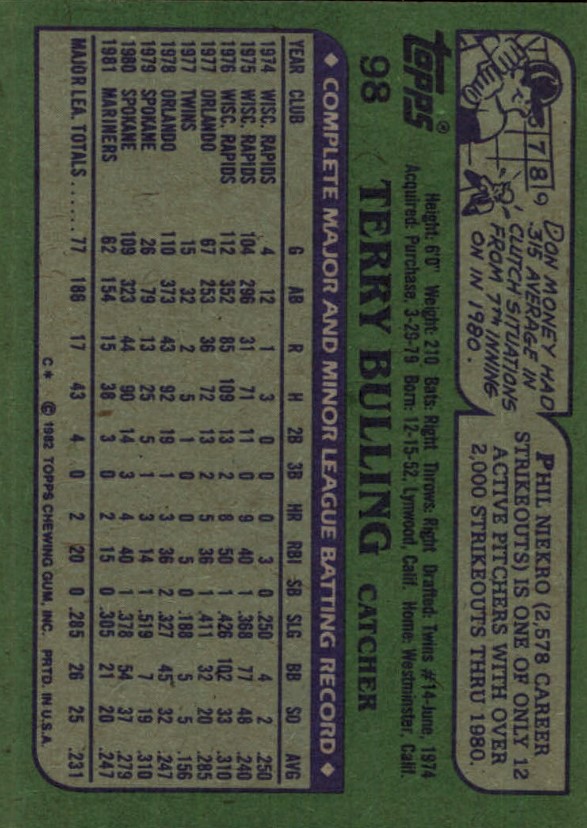 7 8 9
DON MONEY HAD
.315 AVERAGE IN
CLUTCH SITUATIONS
FROM 7TH INNING
ON IN 1980.
PHIL NIEKRO (2,578 CAREER
STRIKEOUTS) IS ONE OF ONLY 12
ACTIVE PITCHERS WITH OVER
2,000 STRIKEOUTS THRU 1980.
topps®
Height: 6'0" Weight: 210 Bats: Right Throws: Right Drafted: Twins #14-June, 1974
Acquired: Purchase, 3-29-79 Born: 12-15-52, Lynwood, Calif. Home: Westminster, Calif.
98 TERRY BULLING CATCHER
◆ COMPLETE MAJOR AND MINOR LEAGUE BATTING RECORD ◆
YEAR CLUB G AB R H 2B 3B HR RBI SB SLG BB SO AVG
1974 WISC. RAPIDS 4 12 1 3 0 0 0 3 0 .250 4 2 .250
1975 WISC. RAPIDS 104 296 31 71 11 0 9 40 1 .368 77 48 .240
1976 WISC. RAPIDS 112 352 85 109 13 2 8 50 1 .426 102 33 .310
1977 ORLANDO 67 253 36 72 13 2 5 36 1 .411 32 20 .285
1977 TWINS 15 32 2 5 1 0 0 5 0 .188 5 5 .156
1978 ORLANDO 110 373 43 92 19 1 3 36 2 .327 45 32 .247
1979 SPOKANE 26 79 13 25 5 1 3 14 1 .519 7 19 .310
1980 SPOKANE 109 323 44 90 14 3 4 40 1 .378 54 37 .279
1981 MARINERS 62 154 15 38 3 0 2 15 0 .305 21 20 .247
MAJOR LEA. TOTALS...... 77 186 17 43 4 0 2 20 0 .285 26 25 .231
C* © 1982 TOPPS CHEWING GUM, INC. PRTD. IN U.S.A.